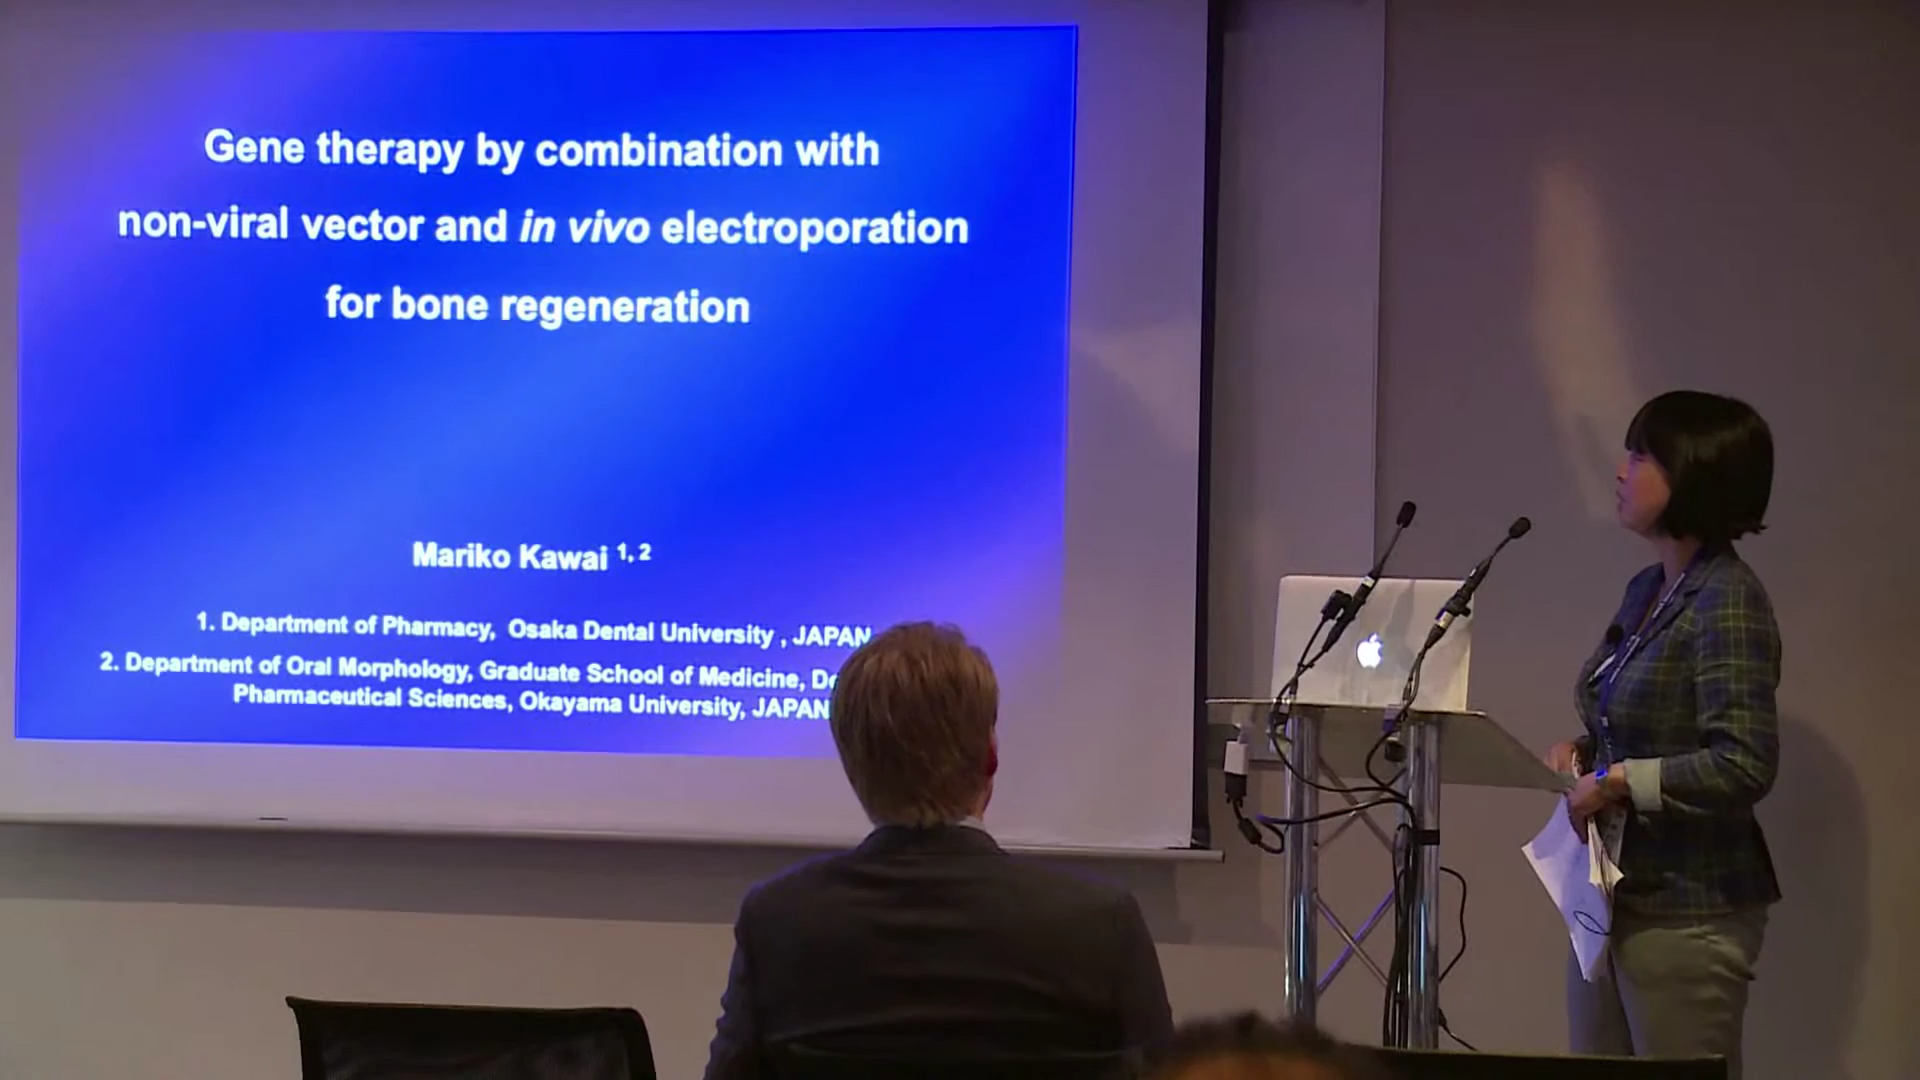 Gene therapy by combination with
non-viral vector and in vivo electroporation
for bone regeneration
Mariko Kawai 1, 2
1. Department of Pharmacy, Osaka Dental University , JAPAN
2. Department of Oral Morphology, Graduate School of Medicine,
Pharmaceutical Sciences, Okayama University, JAPAN